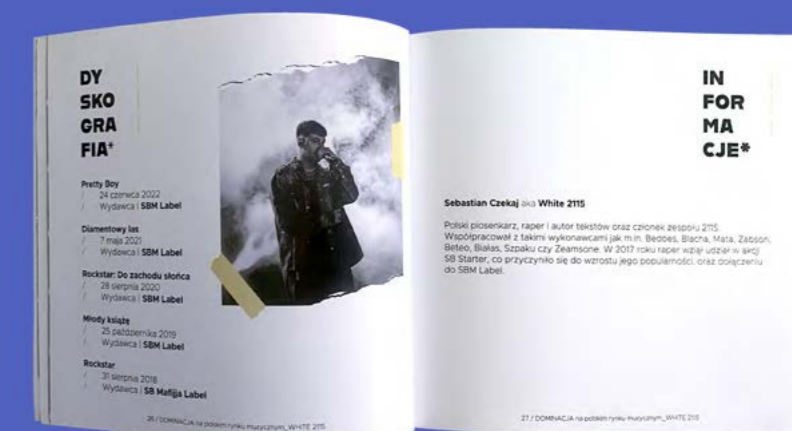 DY
SKO
GRA
FIA*
Pretty Boy
/ 24 czerwca 2022
/ Wydawca | SBM Label
Diamentowy las
/ 7 maja 2021
/ Wydawca | SBM Label
Rockstar: Do zachodu słońca
/ 28 sierpnia 2020
/ Wydawca | SBM Label
Młody książę
/ 25 października 2019
/ Wydawca | SBM Label
Rockstar
/ 31 sierpnia 2018
/ Wydawca | SB Mafijja Label
26 / DOMINACJA na polskim rynku muzycznym_WHITE 2115
IN
FOR
MA
CJE*
Sebastian Czekaj aka White 2115
Polski piosenkarz, raper i autor tekstów oraz członek zespołu 2115.
Współpracował z takimi wykonawcami jak m.in. Bedoes, Blacha, Mata, Żabson,
Beteo, Białas, Szpaku czy Zeamsone. W 2017 roku raper wziął udział w akcji
SB Starter, co przyczyniło się do wzrostu jego popularności, oraz dołączeniu
do SBM Label.
27 / DOMINACJA na polskim rynku muzycznym_WHITE 2115